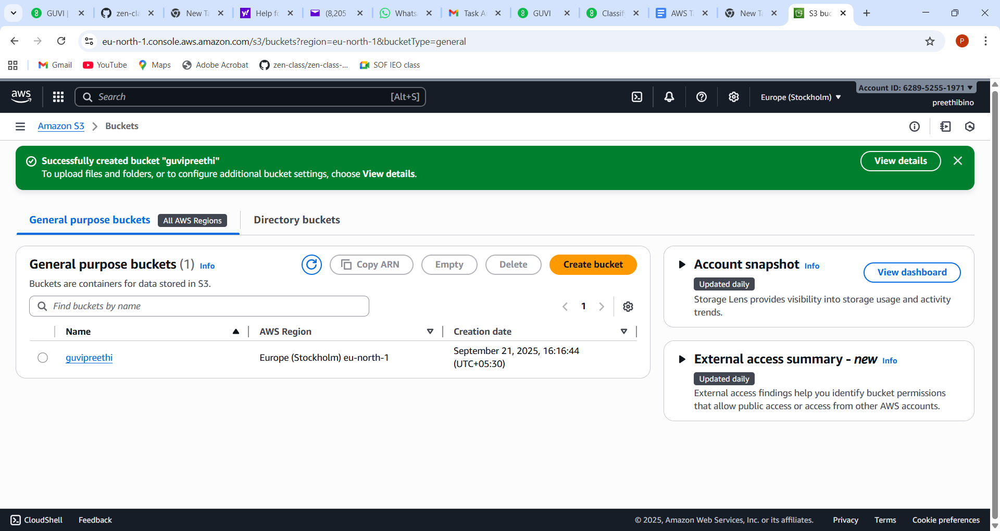 GUVI |
zen-cla
New Ta
Help fo
(8,205
Whats
Task A
GUVI
Classif
AWS Ta
New Ta
S3 buc
eu-north-1.console.aws.amazon.com/s3/buckets?region=eu-north-1&bucketType=general
P
Gmail
YouTube
Maps
Adobe Acrobat
zen-class/zen-class-...
SOF IEO class
aws
Search
[Alt+S]
Europe (Stockholm)
Account ID: 6289-5255-1971
preethibino
Amazon S3
Buckets
Successfully created bucket "guvipreethi"
To upload files and folders, or to configure additional bucket settings, choose View details.
View details
General purpose buckets
All AWS Regions
Directory buckets
General purpose buckets (1) Info
Copy ARN
Empty
Delete
Create bucket
Buckets are containers for data stored in S3.
Find buckets by name
1
Name
AWS Region
Creation date
guvipreethi
Europe (Stockholm) eu-north-1
September 21, 2025, 16:16:44
(UTC+05:30)
Account snapshot Info
View dashboard
Updated daily
Storage Lens provides visibility into storage usage and activity
trends.
External access summary - new Info
Updated daily
External access findings help you identify bucket permissions
that allow public access or access from other AWS accounts.
CloudShell
Feedback
© 2025, Amazon Web Services, Inc. or its affiliates.
Privacy
Terms
Cookie preferences